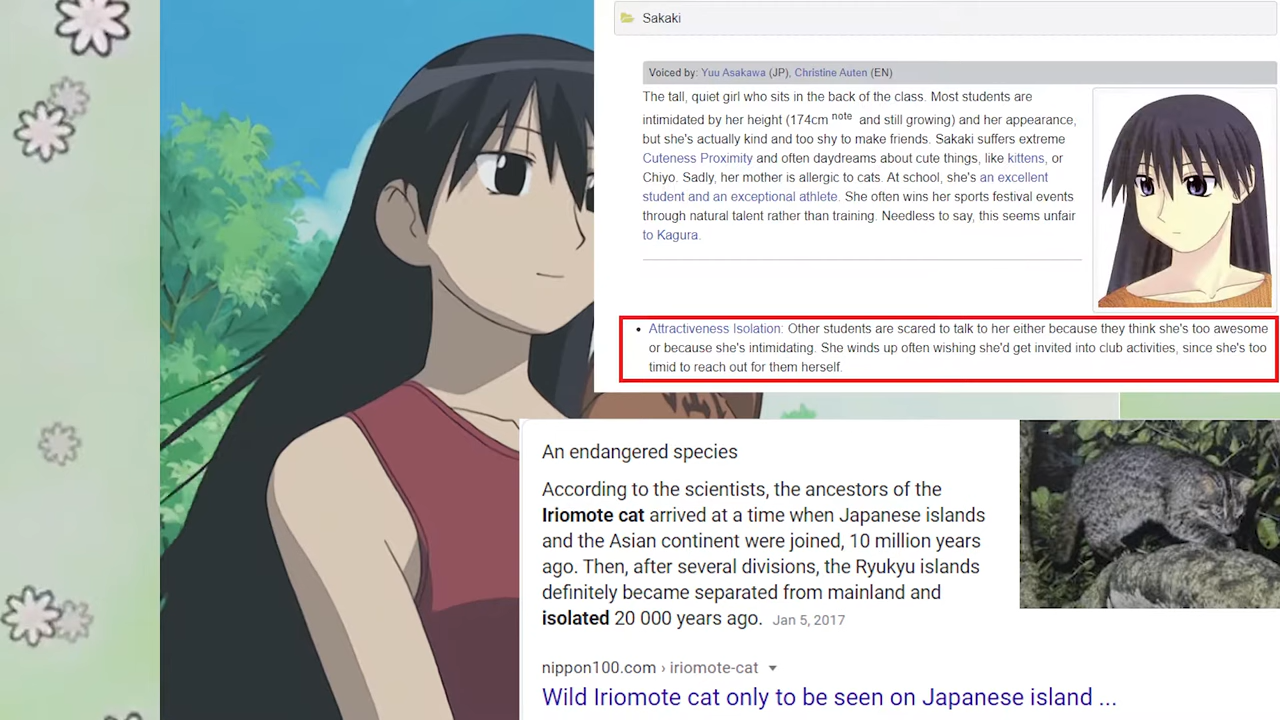 Sakaki
Voiced by: Yuu Asakawa (JP), Christine Auten (EN)
The tall, quiet girl who sits in the back of the class. Most students are
intimidated by her height (174cm note and still growing) and her appearance,
but she's actually kind and too shy to make friends. Sakaki suffers extreme
Cuteness Proximity and often daydreams about cute things, like kittens, or
Chiyo. Sadly, her mother is allergic to cats. At school, she's an excellent
student and an exceptional athlete. She often wins her sports festival events
through natural talent rather than training. Needless to say, this seems unfair
to Kagura.
• Attractiveness Isolation: Other students are scared to talk to her either because they think she's too awesome
or because she's intimidating. She winds up often wishing she'd get invited into club activities, since she's too
timid to reach out for them herself.
An endangered species
According to the scientists, the ancestors of the
Iriomote cat arrived at a time when Japanese islands
and the Asian continent were joined, 10 million years
ago. Then, after several divisions, the Ryukyu islands
definitely became separated from mainland and
isolated 20 000 years ago. Jan 5, 2017
nippon100.com › iriomote-cat
Wild Iriomote cat only to be seen on Japanese island ...